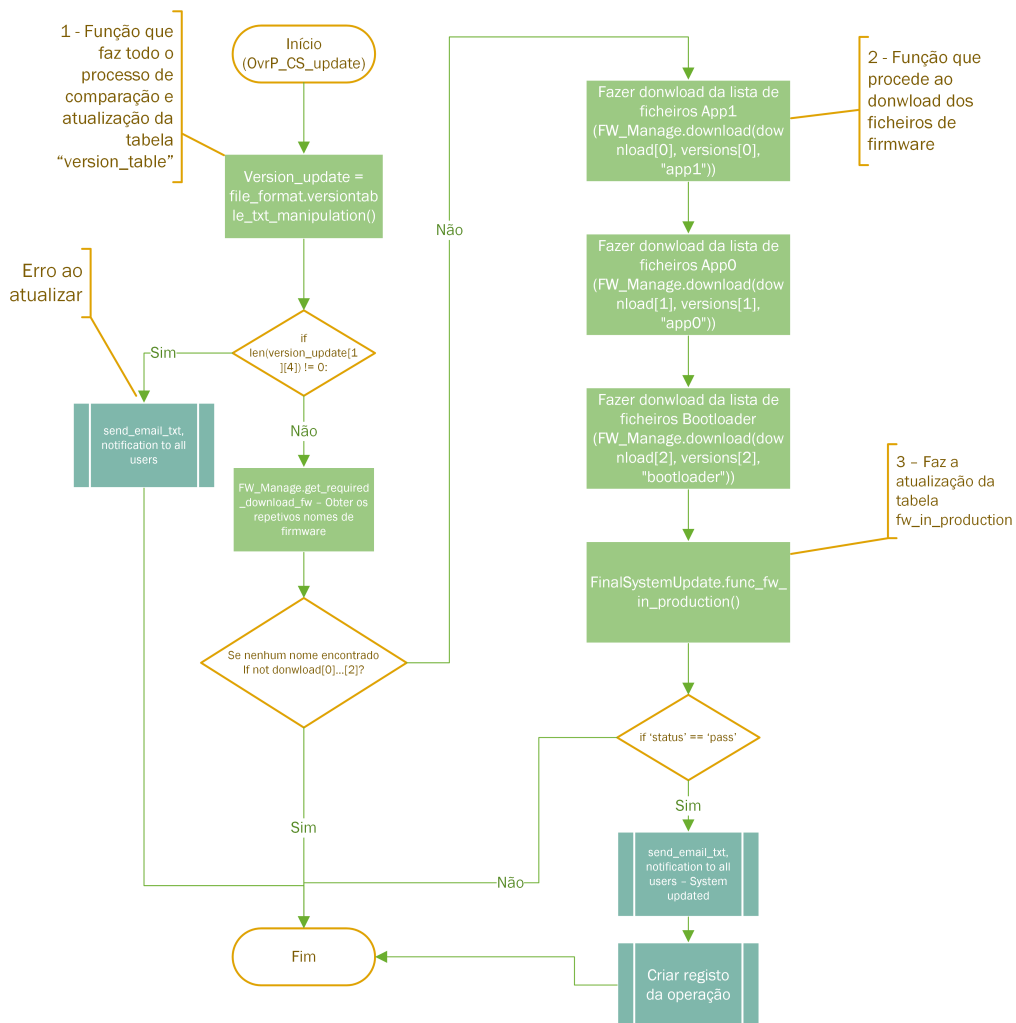 1 - Função que
faz todo o
processo de
comparação e
atualização da
tabela
“version_table”
Início
(OvrP_CS_update)
Version_update =
file_format.versiontab
le_txt_manipulation()
Erro ao
atualizar
if
len(version_update[1
][4]) != 0:
Sim
send_email_txt,
notification to all
users
Não
FW_Manage.get_required
_download_fw – Obter os
repetivos nomes de
firmware
Se nenhum nome encontrado
If not donwload[0]...[2]?
Sim
Não
Fazer donwload da lista de
ficheiros App1
(FW_Manage.download(dow
nload[0], versions[0],
"app1"))
2 - Função que
procede ao
donwload dos
ficheiros de
firmware
Fazer donwload da lista de
ficheiros App0
(FW_Manage.download(dow
nload[1], versions[1],
"app0"))
Fazer donwload da lista de
ficheiros Bootloader
(FW_Manage.download(dow
nload[2], versions[2],
"bootloader"))
3 – Faz a
atualização da
tabela
fw_in_production
FinalSystemUpdate.func_fw_
in_production()
if ‘status’ == ‘pass’
Sim
Não
send_email_txt,
notification to all
users – System
updated
Criar registo
da operação
Fim